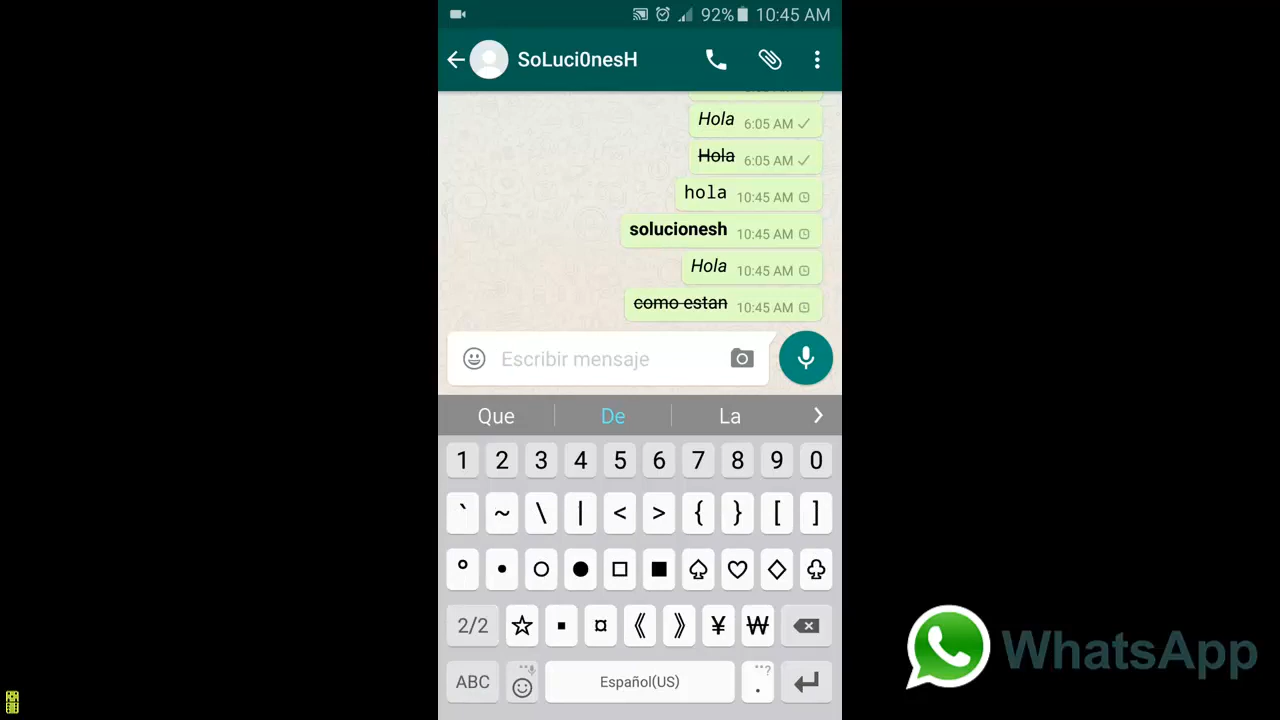 92% 10:45 AM
SoLuci0nesH
Hola 6:05 AM
Hola 6:05 AM
hola 10:45 AM
solucionesh 10:45 AM
Hola 10:45 AM
como estan 10:45 AM
Escribir mensaje
Que De La
1 2 3 4 5 6 7 8 9 0
` ~ \ | < > { } [ ]
° • ○ ● □ ■ ♤ ♡ ◇ ♧
2/2 ☆ ▪ ¤ 《 》 ¥ ₩
ABC Español(US) . ...?
WhatsApp